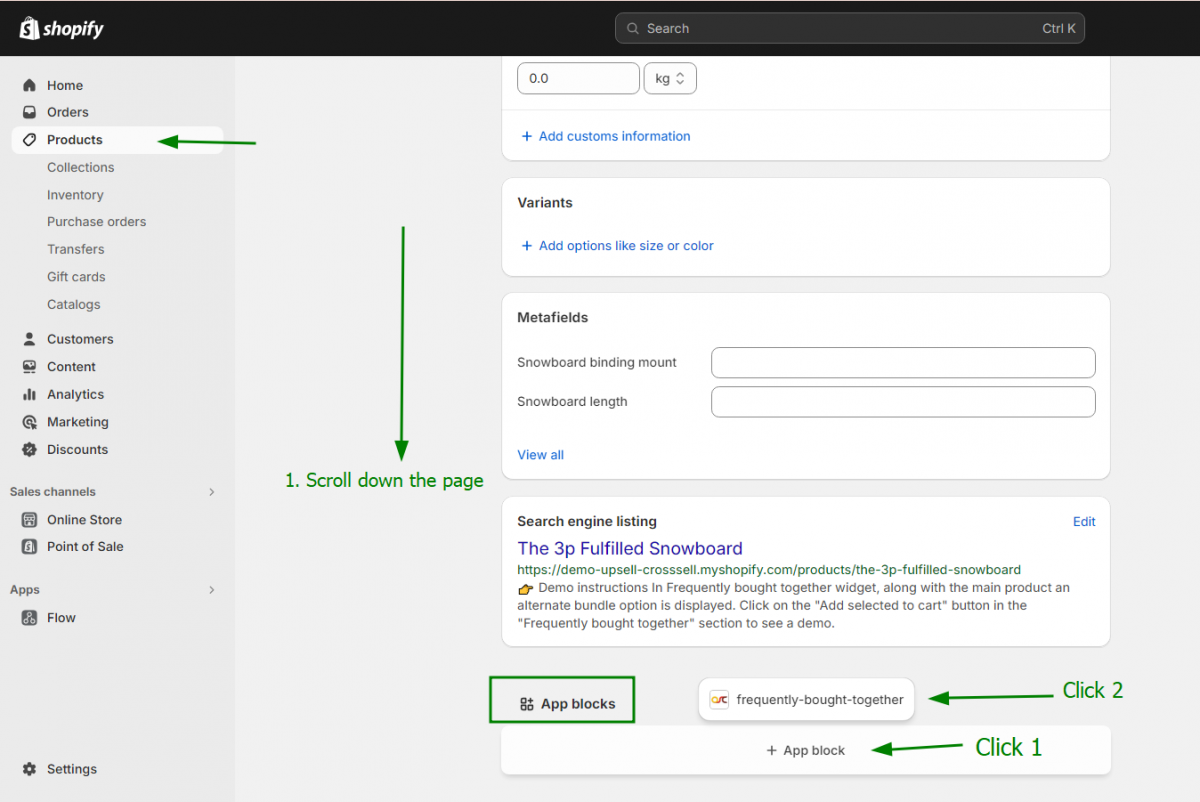 shopify
Search
Ctrl K
Home
Orders
Products
Collections
Inventory
Purchase orders
Transfers
Gift cards
Catalogs
Customers
Content
Analytics
Marketing
Discounts
Sales channels
Online Store
Point of Sale
Apps
Flow
Settings
1. Scroll down the page
0.0
kg
+ Add customs information
Variants
+ Add options like size or color
Metafields
Snowboard binding mount
Snowboard length
View all
Search engine listing
Edit
The 3p Fulfilled Snowboard
https://demo-upsell-crosssell.myshopify.com/products/the-3p-fulfilled-snowboard
👉 Demo instructions In Frequently bought together widget, along with the main product an
alternate bundle option is displayed. Click on the "Add selected to cart" button in the
"Frequently bought together" section to see a demo.
App blocks
frequently-bought-together
Click 2
+ App block
Click 1